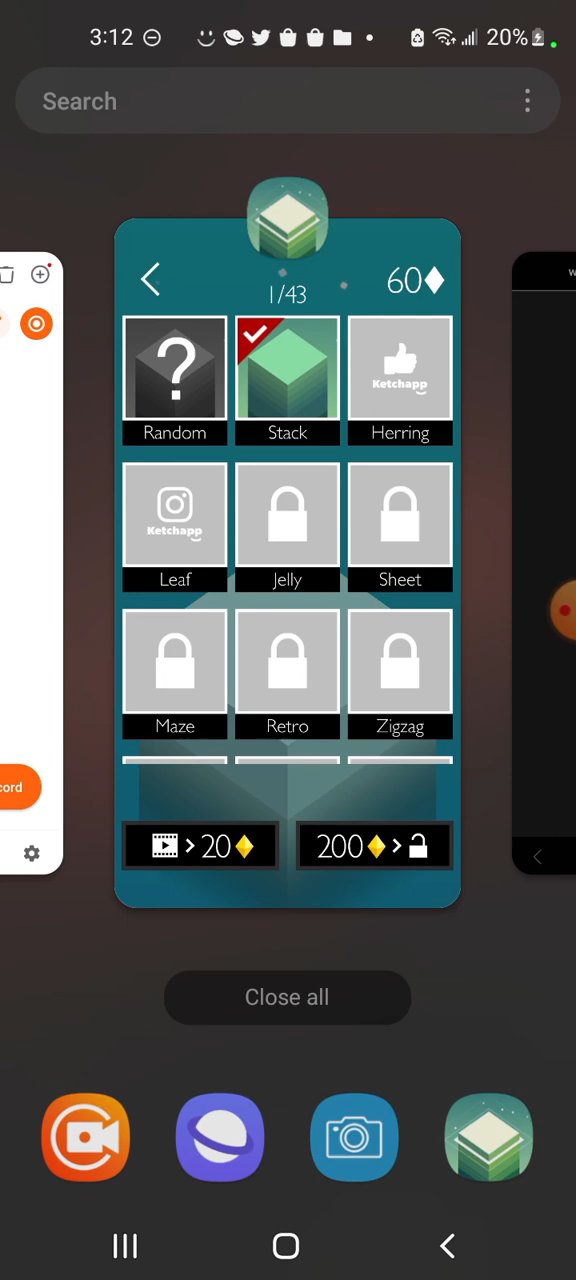 3:12
20%
Search
w
1/43
60
?
Ketchapp
Random
Stack
Herring
Ketchapp
Leaf
Jelly
Sheet
Maze
Retro
Zigzag
cord
> 20
200 >
Close all